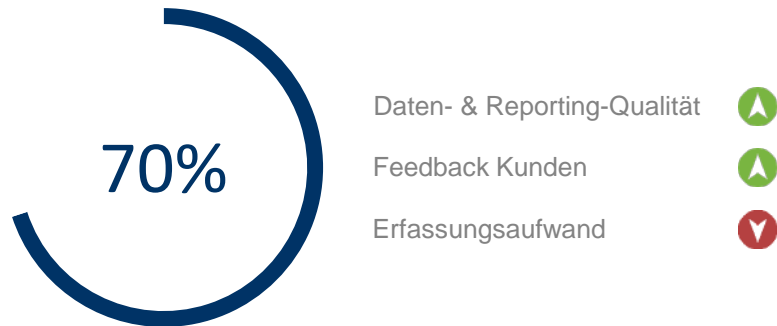 70%
Daten- & Reporting-Qualität
Feedback Kunden
Erfassungsaufwand